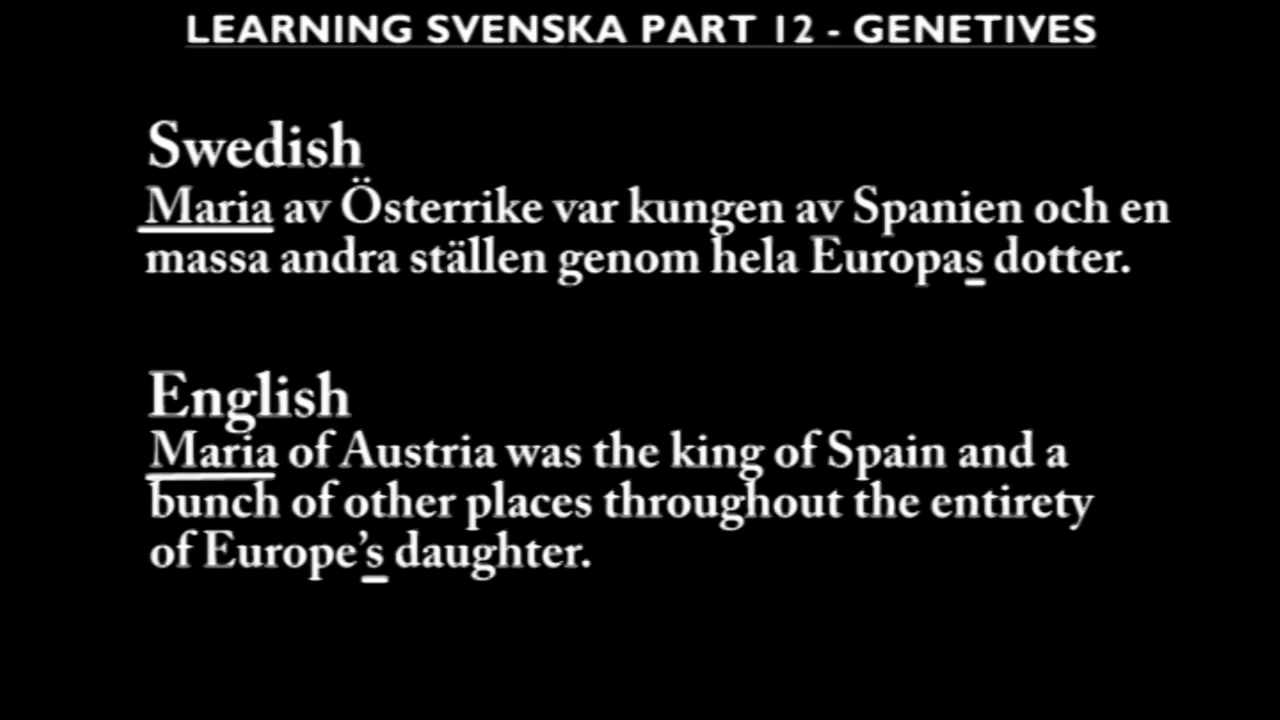 LEARNING SVENSKA PART 12 - GENETIVES
Swedish
Maria av Österrike var kungen av Spanien och en
massa andra ställen genom hela Europas dotter.
English
Maria of Austria was the king of Spain and a
bunch of other places throughout the entirety
of Europe’s daughter.